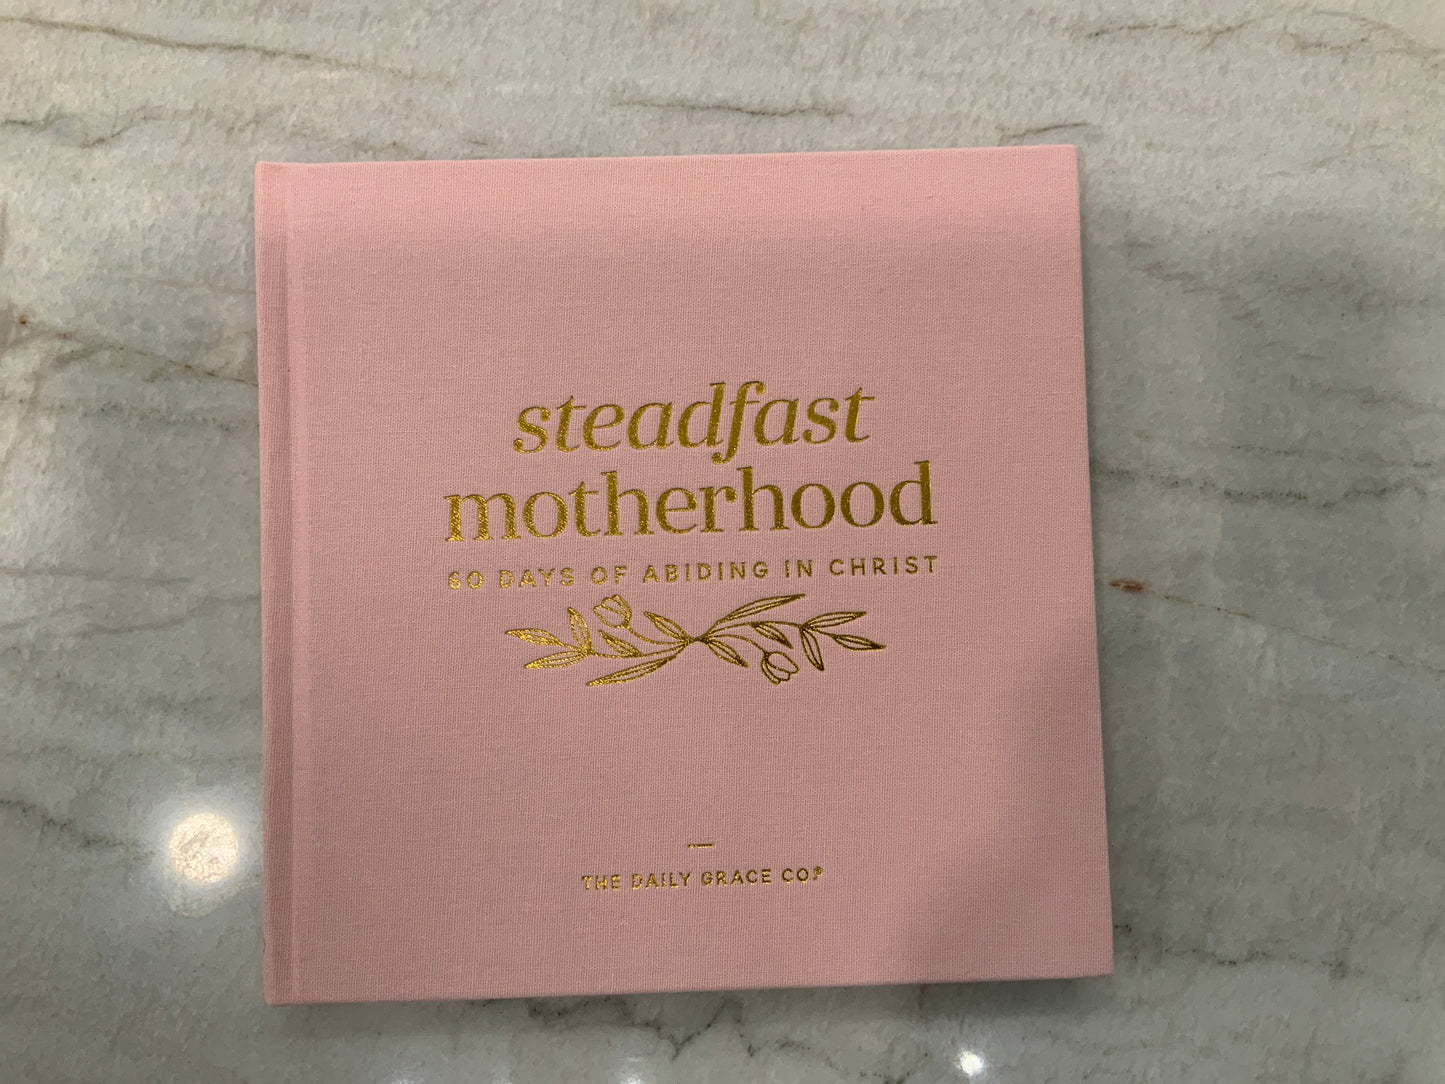 steadfast
motherhood
60 DAYS OF ABIDING IN CHRIST
THE DAILY GRACE CO.®